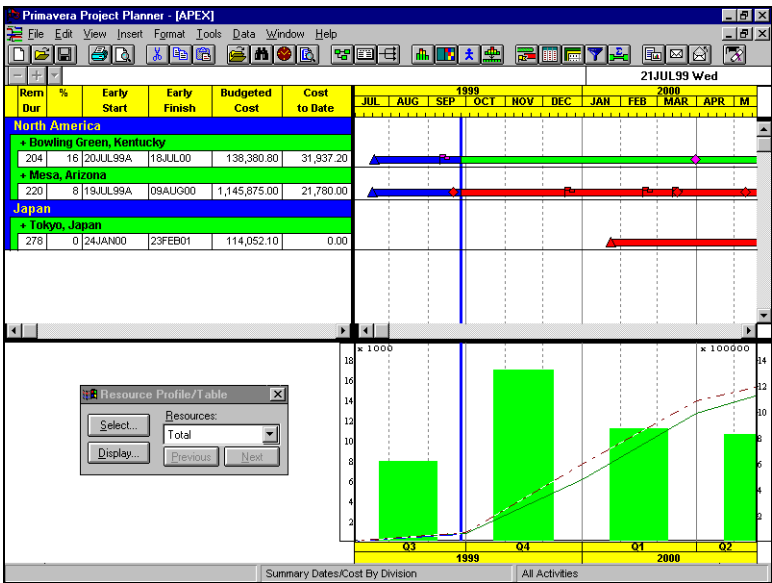 Primavera Project Planner - [APEX]
File Edit View Insert Format Tools Data Window Help
21JUL99 Wed
Rem Dur % Early Start Early Finish Budgeted Cost Cost to Date
1999 2000
JUL AUG SEP OCT NOV DEC JAN FEB MAR APR M
North America
+ Bowling Green, Kentucky
204 16 20JUL99A 18JUL00 138,380.80 31,937.20
+ Mesa, Arizona
220 8 19JUL99A 09AUG00 1,145,875.00 21,780.00
Japan
+ Tokyo, Japan
278 0 24JAN00 23FEB01 114,052.10 0.00
x 1000 x 100000
18 14
16 12
14 10
12 8
10 6
8 4
6 2
4
2
Resource Profile/Table
Select... Resources:
Total
Display... Previous Next
Q3 Q4 Q1 Q2
1999 2000
Summary Dates/Cost By Division All Activities